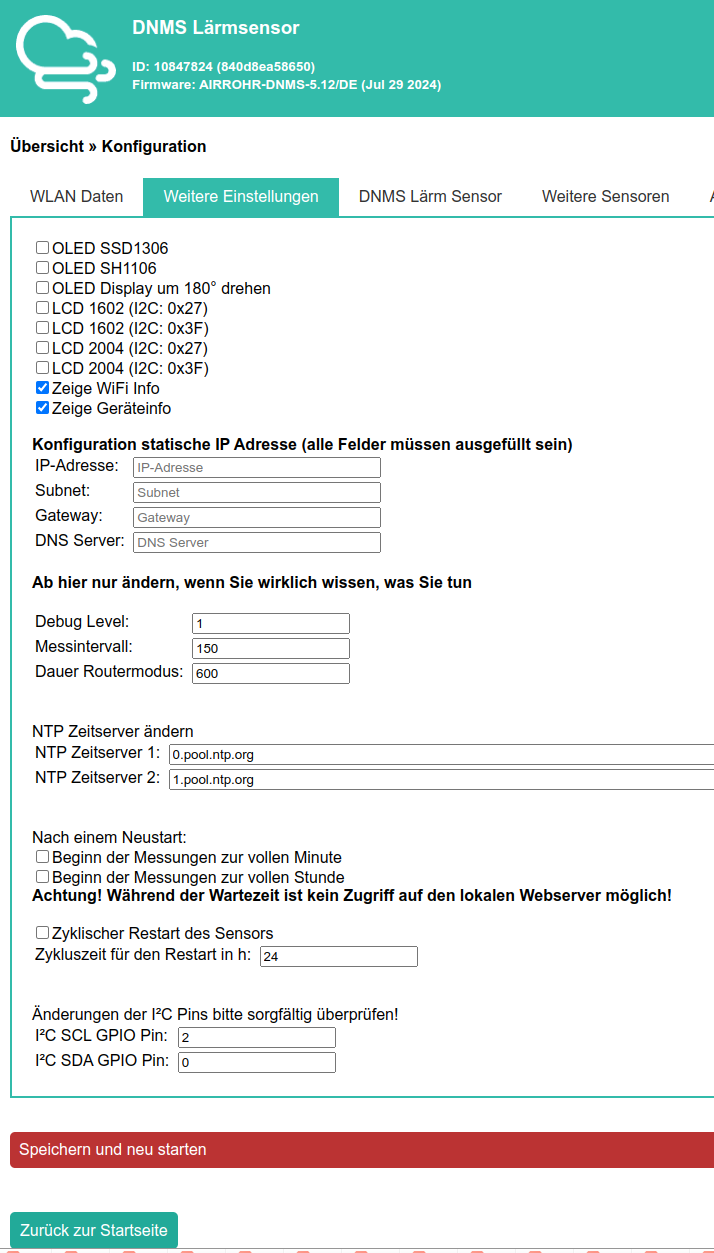 DNMS Lärmsensor
ID: 10847824 (840d8ea58650)
Firmware: AIRROHR-DNMS-5.12/DE (Jul 29 2024)
Übersicht » Konfiguration
WLAN Daten Weitere Einstellungen DNMS Lärm Sensor Weitere Sensoren
OLED SSD1306
OLED SH1106
OLED Display um 180° drehen
LCD 1602 (I2C: 0x27)
LCD 1602 (I2C: 0x3F)
LCD 2004 (I2C: 0x27)
LCD 2004 (I2C: 0x3F)
Zeige WiFi Info
Zeige Geräteinfo
Konfiguration statische IP Adresse (alle Felder müssen ausgefüllt sein)
IP-Adresse: IP-Adresse
Subnet: Subnet
Gateway: Gateway
DNS Server: DNS Server
Ab hier nur ändern, wenn Sie wirklich wissen, was Sie tun
Debug Level: 1
Messintervall: 150
Dauer Routermodus: 600
NTP Zeitserver ändern
NTP Zeitserver 1: 0.pool.ntp.org
NTP Zeitserver 2: 1.pool.ntp.org
Nach einem Neustart:
Beginn der Messungen zur vollen Minute
Beginn der Messungen zur vollen Stunde
Achtung! Während der Wartezeit ist kein Zugriff auf den lokalen Webserver möglich!
Zyklischer Restart des Sensors
Zykluszeit für den Restart in h: 24
Änderungen der I²C Pins bitte sorgfältig überprüfen!
I²C SCL GPIO Pin: 2
I²C SDA GPIO Pin: 0
Speichern und neu starten
Zurück zur Startseite